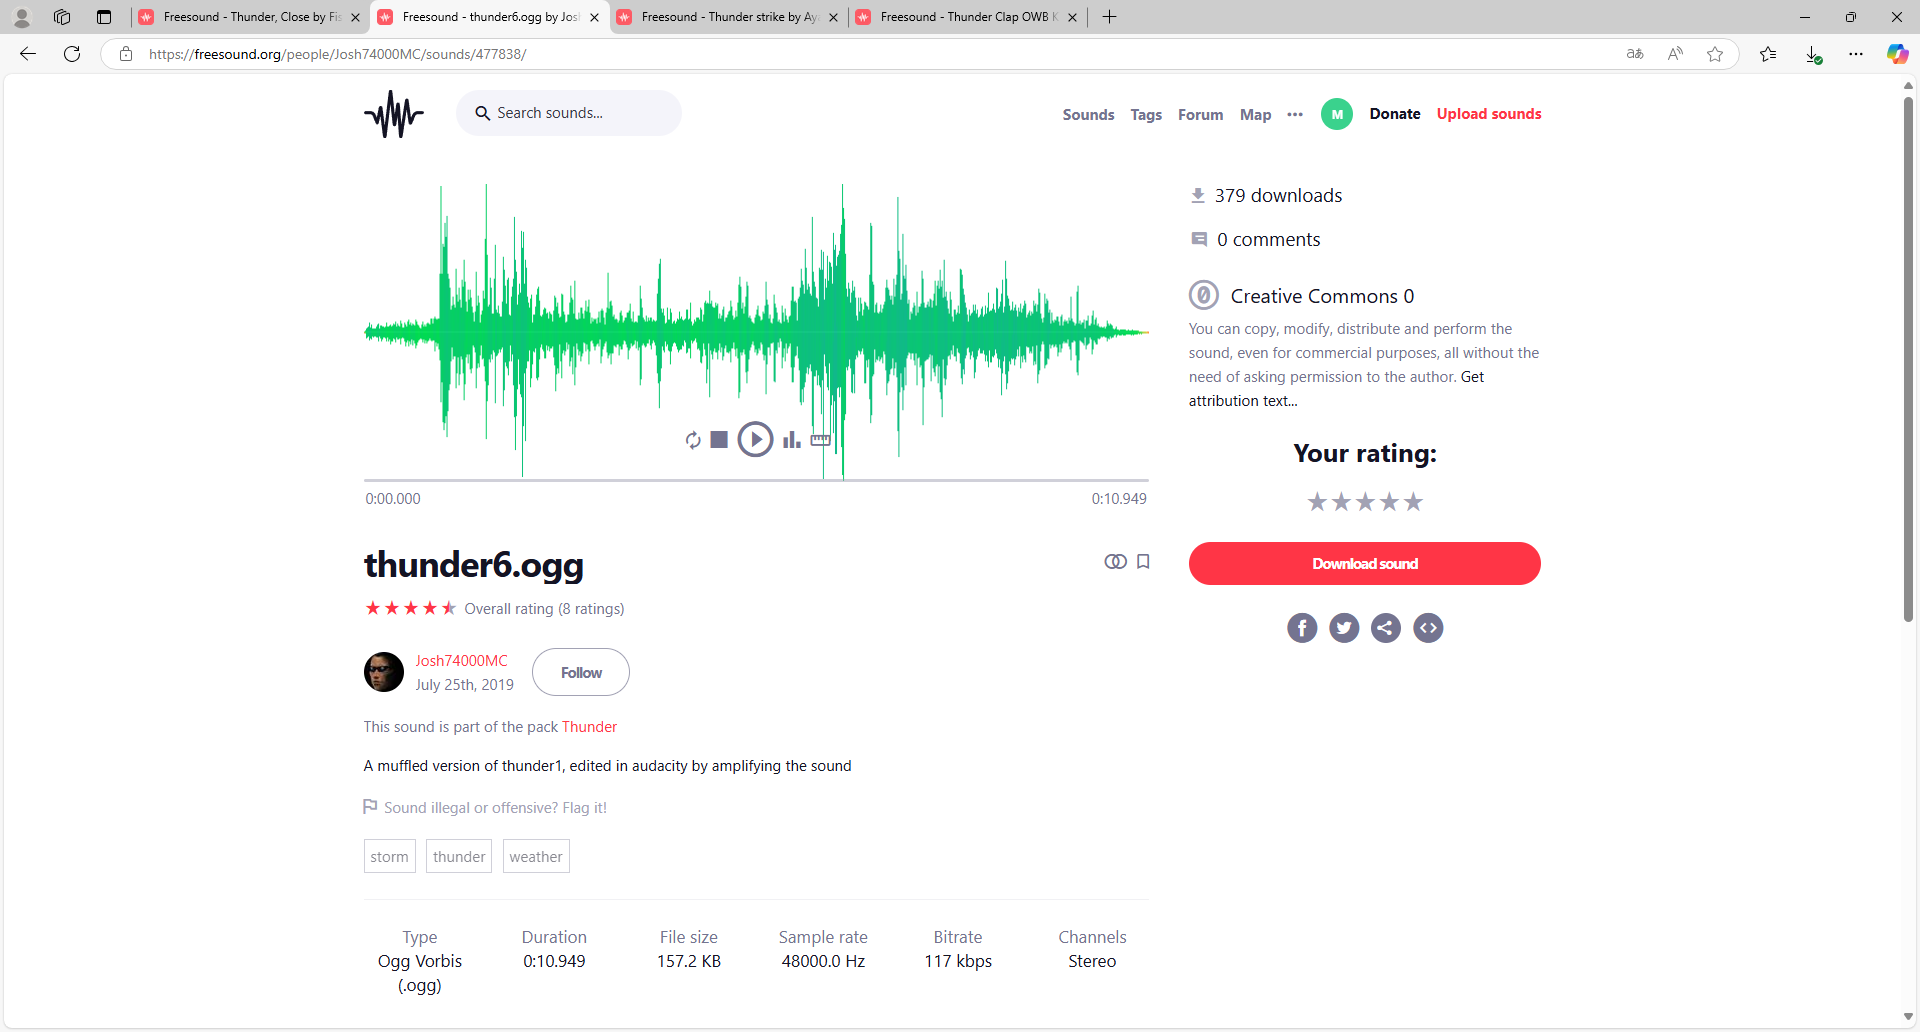 Freesound - Thunder, Close by Fis
Freesound - thunder6.ogg by Josh
Freesound - Thunder strike by Aya
Freesound - Thunder Clap OWB K
https://freesound.org/people/Josh74000MC/sounds/477838/
Search sounds...
Sounds Tags Forum Map ••• M Donate Upload sounds
379 downloads
0 comments
Creative Commons 0
You can copy, modify, distribute and perform the
sound, even for commercial purposes, all without the
need of asking permission to the author. Get
attribution text...
Your rating:
Download sound
0:00.000 0:10.949
thunder6.ogg
Overall rating (8 ratings)
Josh74000MC
July 25th, 2019
Follow
This sound is part of the pack Thunder
A muffled version of thunder1, edited in audacity by amplifying the sound
Sound illegal or offensive? Flag it!
storm thunder weather
Type Duration File size Sample rate Bitrate Channels
Ogg Vorbis 0:10.949 157.2 KB 48000.0 Hz 117 kbps Stereo
(.ogg)